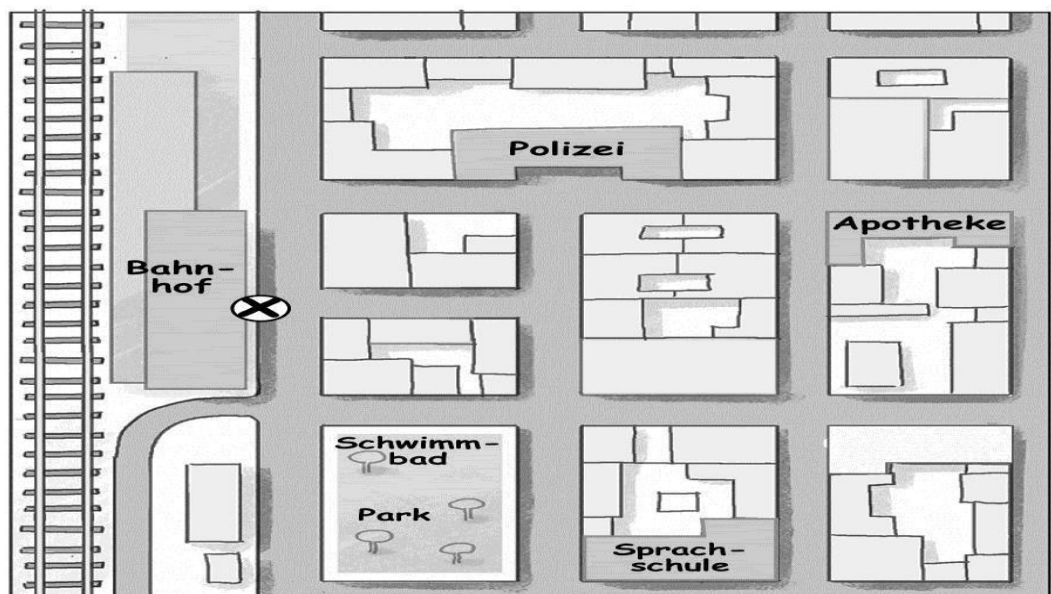 Polizei
Apotheke
Bahn-
hof
Schwimm-
bad
Park
Sprach-
schule